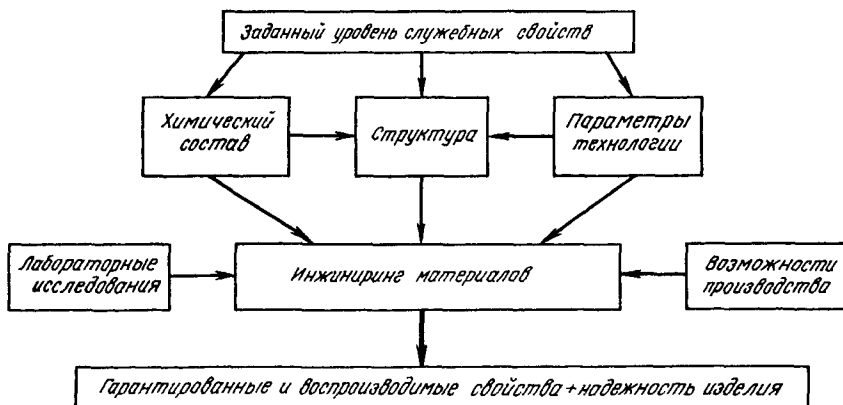 Заданный уровень служебных свойств
Химический
состав
Структура
Параметры
технологии
Лабораторные
исследования
Инжиниринг материалов
Возможности
производства
Гарантированные и воспроизводимые свойства+надежность изделия